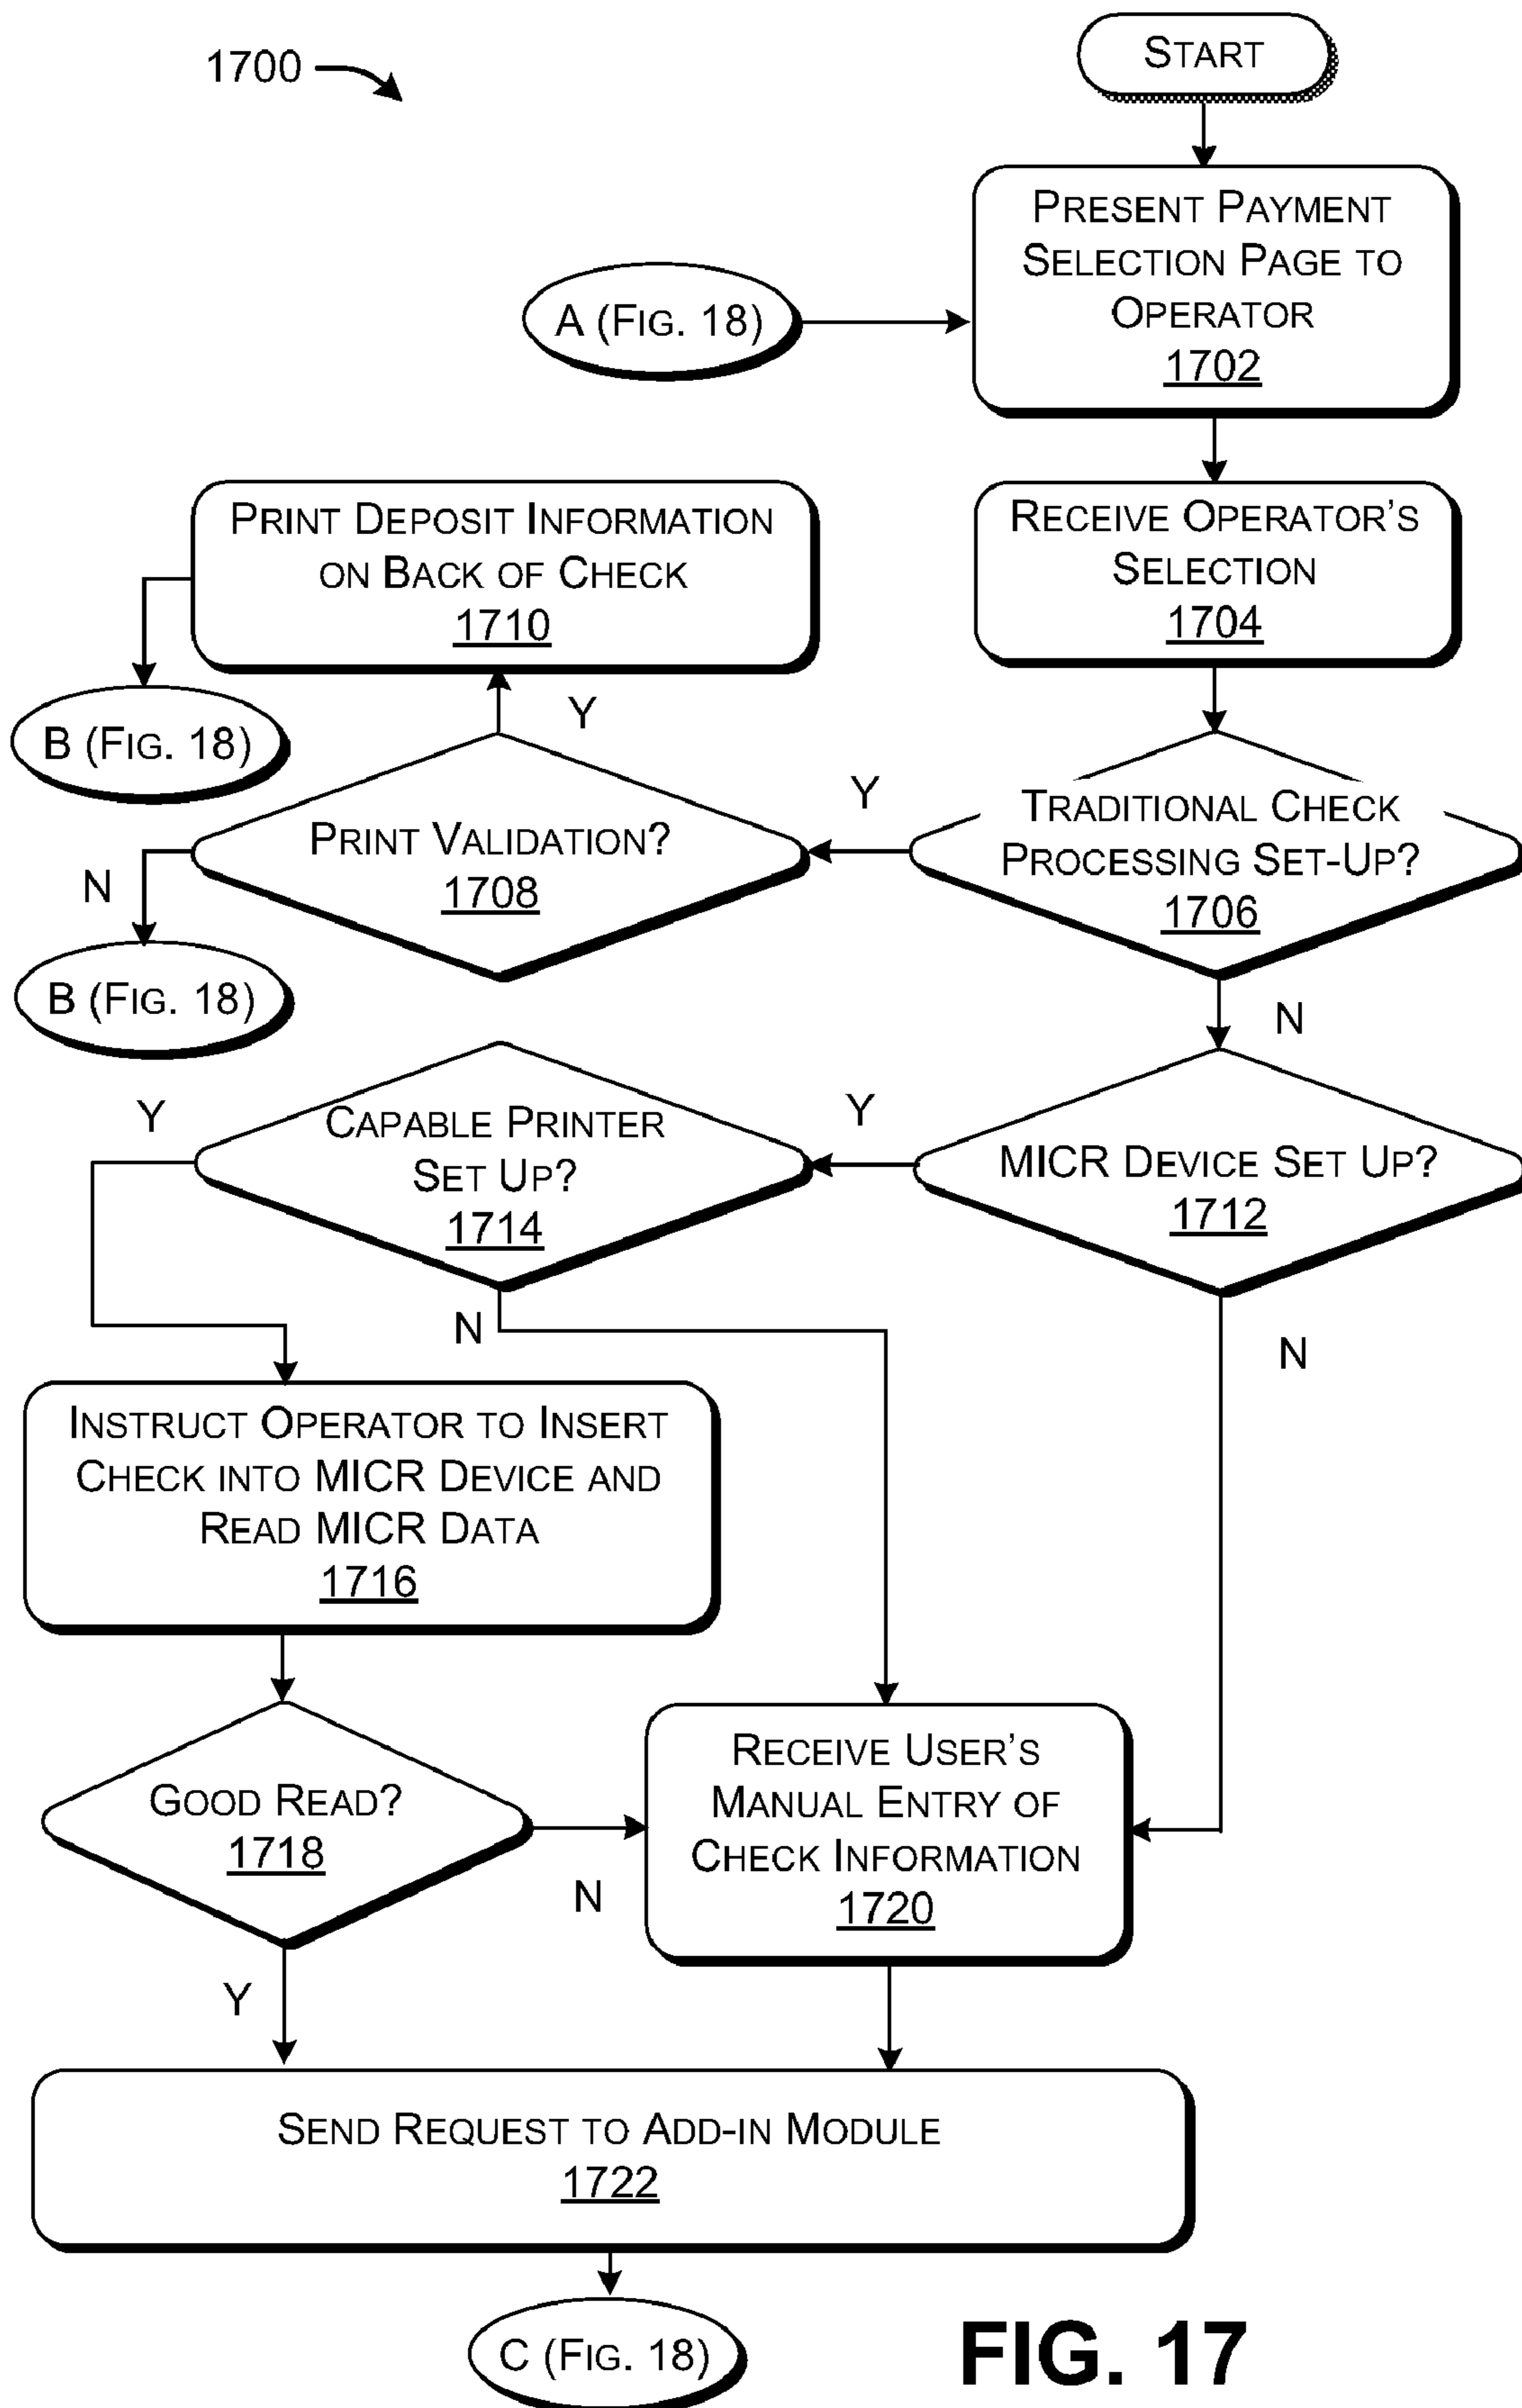 1700
START
PRESENT PAYMENT
SELECTION PAGE TO
OPERATOR
1702
A (FIG. 18)
RECEIVE OPERATOR'S
SELECTION
1704
PRINT DEPOSIT INFORMATION
ON BACK OF CHECK
1710
B (FIG. 18)
Y
PRINT VALIDATION?
1708
Y
TRADITIONAL CHECK
PROCESSING SET-UP?
1706
N
B (FIG. 18)
N
Y
CAPABLE PRINTER
SET UP?
1714
Y
MICR DEVICE SET UP?
1712
N
N
INSTRUCT OPERATOR TO INSERT
CHECK INTO MICR DEVICE AND
READ MICR DATA
1716
GOOD READ?
1718
N
RECEIVE USER'S
MANUAL ENTRY OF
CHECK INFORMATION
1720
Y
SEND REQUEST TO ADD-IN MODULE
1722
C (FIG. 18)
FIG. 17